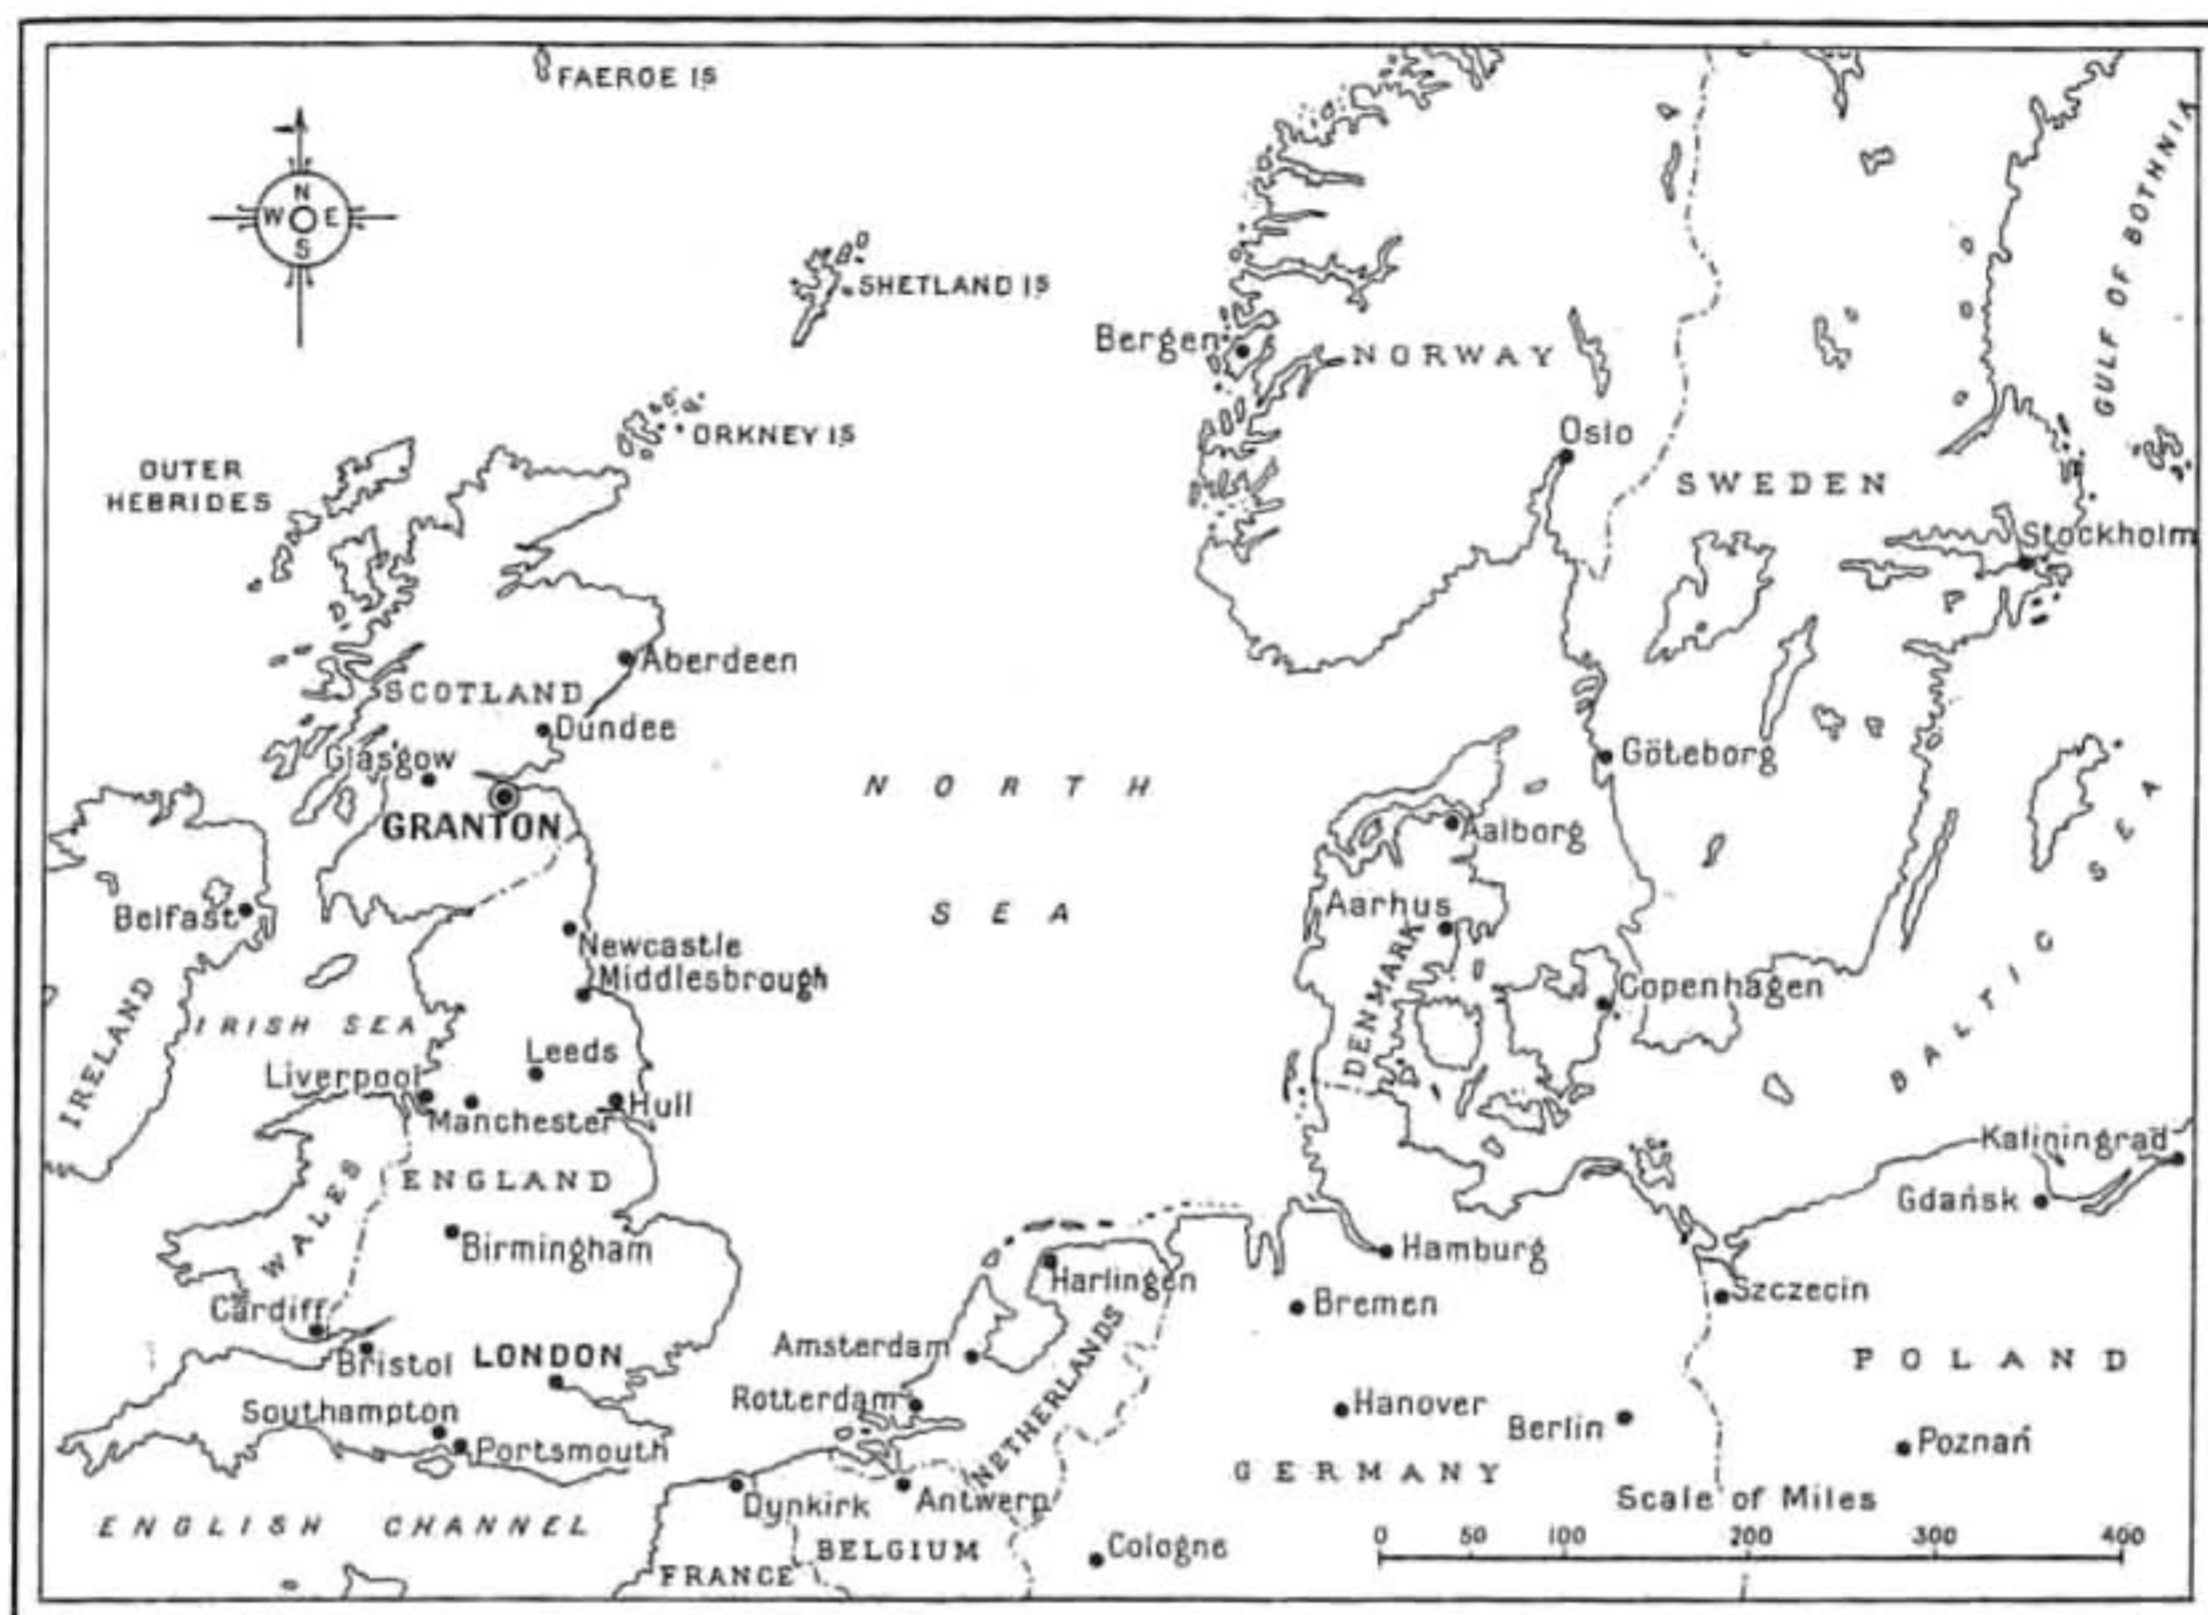 FAEROE IS
N
W E
S
SHETLAND IS
GULF OF BOTHNIA
Bergen
NORWAY
ORKNEY IS
Oslo
OUTER
HEBRIDES
SWEDEN
Stockholm
Aberdeen
SCOTLAND
Dundee
Glasgow
Göteborg
NORTH
SEA
GRANTON
Aalborg
Belfast
Aarhus
Newcastle
Middlesbrough
DENMARK
Copenhagen
BALTIC SEA
IRELAND
IRISH SEA
Leeds
Liverpool
Manchester
Hull
Kaliningrad
ENGLAND
WALES
Gdańsk
Birmingham
Hamburg
Harlingen
Szczecin
Cardiff
Bremen
Amsterdam
NETHERLANDS
Bristol
LONDON
POLAND
Rotterdam
Southampton
Hanover
Berlin
Portsmouth
Poznań
GERMANY
Scale of Miles
Dynkirk
Antwerp
ENGLISH CHANNEL
0 50 100 200 300 400
BELGIUM
Cologne
FRANCE